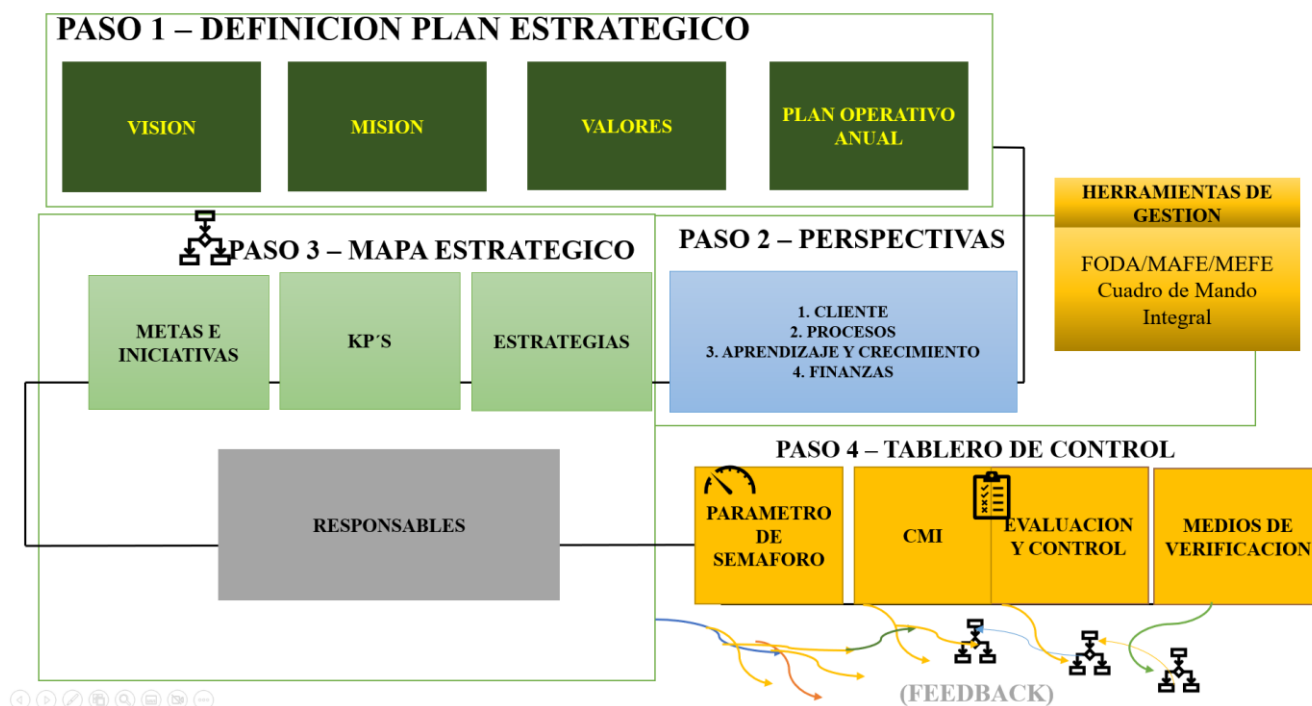 PASO 1 – DEFINICION PLAN ESTRATEGICO
VISION
MISION
VALORES
PLAN OPERATIVO
ANUAL
HERRAMIENTAS DE
GESTION
FODA/MAFE/MEFE
Cuadro de Mando
Integral
PASO 2 – PERSPECTIVAS
1. CLIENTE
2. PROCESOS
3. APRENDIZAJE Y CRECIMIENTO
4. FINANZAS
PASO 3 – MAPA ESTRATEGICO
METAS E
INICIATIVAS
KP´S
ESTRATEGIAS
RESPONSABLES
PASO 4 – TABLERO DE CONTROL
PARAMETRO
DE
SEMAFORO
CMI
EVALUACION
Y CONTROL
MEDIOS DE
VERIFICACION
(FEEDBACK)